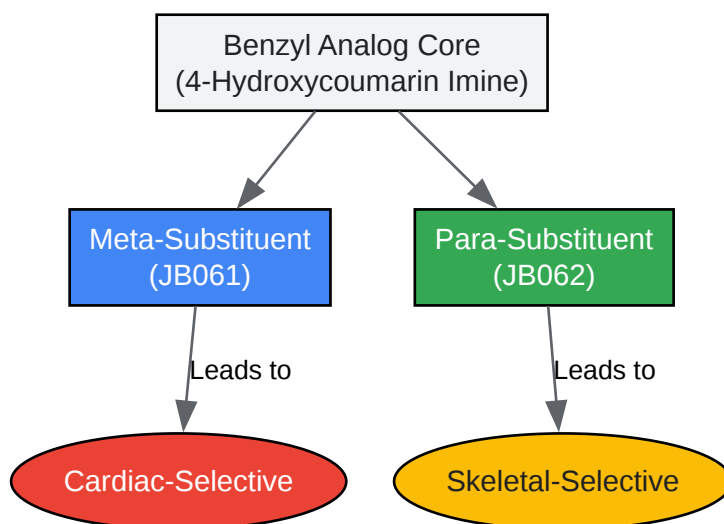 Benzyl Analog Core
(4-Hydroxycoumarin Imine)
Meta-Substituent
(JB061)
Para-Substituent
(JB062)
Leads to
Leads to
Cardiac-Selective
Skeletal-Selective